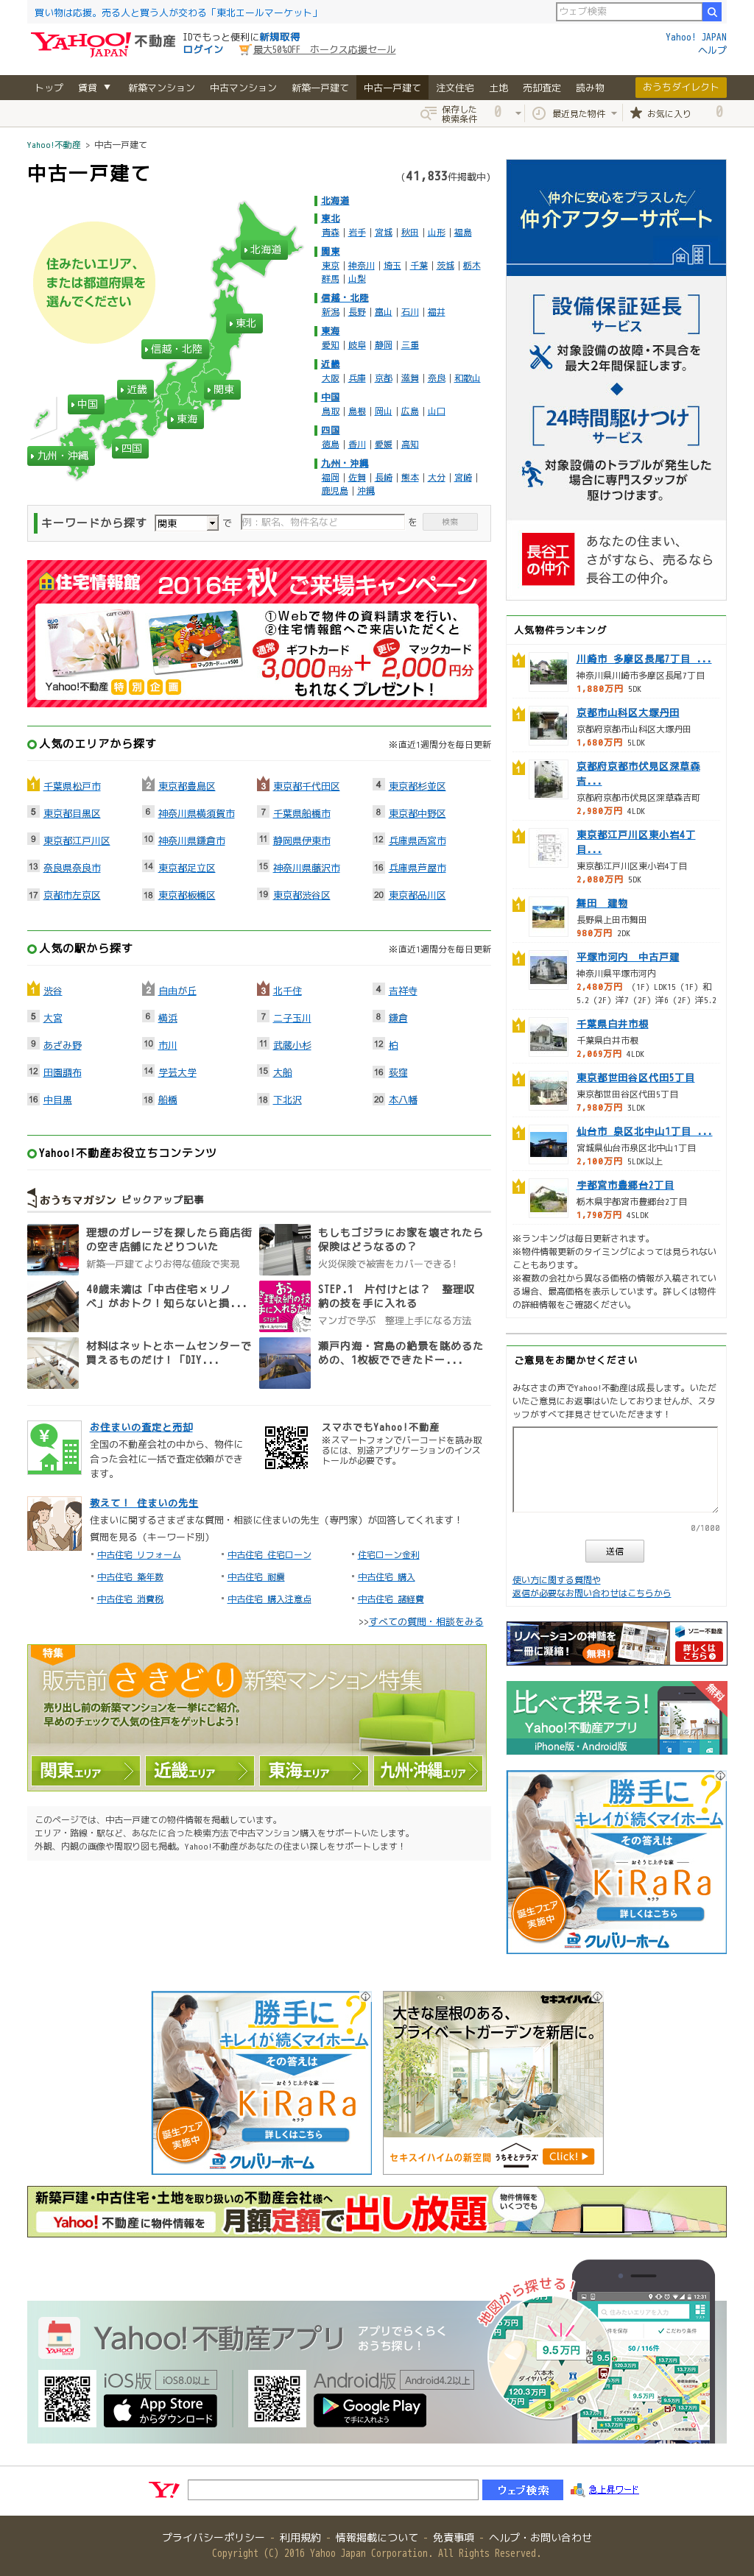 買い物は応援。売る人と買う人が交わる「東北エールマーケット」
ウェブ検索
YAHOO! JAPAN 不動産
IDでもっと便利に新規取得
ログイン
最大50%OFF ホークス応援セール
Yahoo! JAPAN
ヘルプ
トップ 賃貸 ▼ 新築マンション 中古マンション 新築一戸建て 中古一戸建て 注文住宅 土地 売却査定 読み物 おうちダイレクト
保存した検索条件 0 最近見た物件 お気に入り 0
Yahoo!不動産 > 中古一戸建て
中古一戸建て
(41,833件掲載中)
住みたいエリア、
または都道府県を
選んでください
北海道
東北
信越・北陸
近畿
関東
中国
東海
四国
九州・沖縄
北海道
東北
青森|岩手|宮城|秋田|山形|福島
関東
東京|神奈川|埼玉|千葉|茨城|栃木
群馬|山梨
信越・北陸
新潟|長野|富山|石川|福井
東海
愛知|岐阜|静岡|三重
近畿
大阪|兵庫|京都|滋賀|奈良|和歌山
中国
鳥取|島根|岡山|広島|山口
四国
徳島|香川|愛媛|高知
九州・沖縄
福岡|佐賀|長崎|熊本|大分|宮崎|
鹿児島|沖縄
キーワードから探す 関東 で 例：駅名、物件名など を 検索
住宅情報館 2016年秋 ご来場キャンペーン
①Webで物件の資料請求を行い、
②住宅情報館へご来店いただくと
通常 3,000円分 + 更に マックカード 2,000円分
もれなくプレゼント！
Yahoo!不動産 特別企画
人気のエリアから探す
※直近1週間分を毎日更新
1 千葉県松戸市 2 東京都豊島区 3 東京都千代田区 4 東京都杉並区
5 東京都目黒区 6 神奈川県横須賀市 7 千葉県船橋市 8 東京都中野区
9 東京都江戸川区 10 神奈川県鎌倉市 11 静岡県伊東市 12 兵庫県西宮市
13 奈良県奈良市 14 東京都足立区 15 神奈川県藤沢市 16 兵庫県芦屋市
17 京都市左京区 18 東京都板橋区 19 東京都渋谷区 20 東京都品川区
人気の駅から探す
※直近1週間分を毎日更新
1 渋谷 2 自由が丘 3 北千住 4 吉祥寺
5 大宮 6 横浜 7 二子玉川 8 鎌倉
9 あざみ野 10 市川 11 武蔵小杉 12 柏
12 田園調布 14 学芸大学 15 大船 16 荻窪
16 中目黒 18 船橋 18 下北沢 20 本八幡
Yahoo!不動産お役立ちコンテンツ
おうちマガジン ピックアップ記事
理想のガレージを探したら商店街の空き店舗にたどりついた
新築一戸建てよりお得な値段で実現
もしもゴジラにお家を壊されたら保険はどうなるの？
火災保険で被害をカバーできる!
40歳未満は「中古住宅×リノベ」がおトク！知らないと損...
STEP.1 片付けとは？ 整理収納の技を手に入れる
マンガで学ぶ 整理上手になる方法
材料はネットとホームセンターで買えるものだけ！「DIY...
瀬戸内海・宮島の絶景を眺めるための、1枚板でできたドー...
お住まいの査定と売却
全国の不動産会社の中から、物件に合った会社に一括で査定依頼ができます。
スマホでもYahoo!不動産
※スマートフォンでバーコードを読み取るには、別途アプリケーションのインストールが必要です。
教えて！ 住まいの先生
住まいに関するさまざまな質問・相談に住まいの先生（専門家）が回答してくれます！
質問を見る（キーワード別）
・中古住宅 リフォーム ・中古住宅 住宅ローン ・住宅ローン金利
・中古住宅 築年数 ・中古住宅 耐震 ・中古住宅 購入
・中古住宅 消費税 ・中古住宅 購入注意点 ・中古住宅 諸経費
>>すべての質問・相談をみる
特集
販売前さきどり新築マンション特集
売り出し前の新築マンションを一挙にご紹介。
早めのチェックで人気の住戸をゲットしよう！
関東エリア 近畿エリア 東海エリア 九州・沖縄エリア
このページでは、中古一戸建ての物件情報を掲載しています。
エリア・路線・駅など、あなたに合った検索方法で中古マンション購入をサポートいたします。
外観、内観の画像や間取り図も掲載。Yahoo!不動産があなたの住まい探しをサポートします！
仲介に安心をプラスした
仲介アフターサポート
設備保証延長
サービス
対象設備の故障・不具合を
最大2年間保証します。
24時間駆けつけ
サービス
対象設備のトラブルが発生した
場合に専門スタッフが
駆けつけます。
長谷工の仲介
あなたの住まい、
さがすなら、売るなら
長谷工の仲介。
人気物件ランキング
1 川崎市 多摩区長尾7丁目 ...
神奈川県川崎市多摩区長尾7丁目
1,880万円 5DK
1 京都市山科区大塚丹田
京都府京都市山科区大塚丹田
1,680万円 5LDK
1 京都府京都市伏見区深草森吉...
京都府京都市伏見区深草森吉町
2,980万円 4LDK
1 東京都江戸川区東小岩4丁目...
東京都江戸川区東小岩4丁目
2,080万円 5DK
1 舞田 建物
長野県上田市舞田
980万円 2DK
1 平塚市河内 中古戸建
神奈川県平塚市河内
2,480万円 (1F) LDK15 (1F) 和5.2 (2F) 洋7 (2F) 洋6 (2F) 洋5.2
1 千葉県白井市根
千葉県白井市根
2,069万円 4LDK
1 東京都世田谷区代田5丁目
東京都世田谷区代田5丁目
7,980万円 3LDK
1 仙台市 泉区北中山1丁目 ...
宮城県仙台市泉区北中山1丁目
2,100万円 5LDK以上
1 宇都宮市豊郷台2丁目
栃木県宇都宮市豊郷台2丁目
1,790万円 4SLDK
※ランキングは毎日更新されます。
※物件情報更新のタイミングによっては見られないこともあります。
※複数の会社から異なる価格の情報が入稿されている場合、最高価格を表示しています。詳しくは物件の詳細情報をご確認ください。
ご意見をお聞かせください
みなさまの声でYahoo!不動産は成長します。いただいたご意見にお返事はいたしておりませんが、スタッフがすべて拝見させていただきます！
0/1000
送信
使い方に関する質問や
返信が必要なお問い合わせはこちらから
リノベーションの神髄を一冊に凝縮！ 無料!
ソニー不動産
詳しくはこちら
比べて探そう！ 無料
Yahoo!不動産アプリ
iPhone版・Android版
勝手に？
キレイが続くマイホーム
その答えは
おそうじ上手な家
KiRaRa
詳しくはこちら
誕生フェア実施中
クレバリーホーム
勝手に？
キレイが続くマイホーム
その答えは
おそうじ上手な家
KiRaRa
詳しくはこちら
誕生フェア実施中
クレバリーホーム
セキスイハイム
大きな屋根のある、
プライベートガーデンを新居に。
セキスイハイムの新空間 うちそとテラス Click!
新築戸建・中古住宅・土地を取り扱いの不動産会社様へ
Yahoo!不動産に物件情報を 月額定額で出し放題
物件情報をいくつでも
Yahoo!不動産アプリ
アプリでらくらく
おうち探し！
地図から探せる！
iOS版 iOS8.0以上
App Store からダウンロード
Android版 Android4.2以上
Google Play で手に入れよう
9.5万円
六本木
ダイヤハイツ
120.3万円
50/116件
Y! ウェブ検索 急上昇ワード
プライバシーポリシー - 利用規約 - 情報掲載について - 免責事項 - ヘルプ・お問い合わせ
Copyright (C) 2016 Yahoo Japan Corporation. All Rights Reserved.